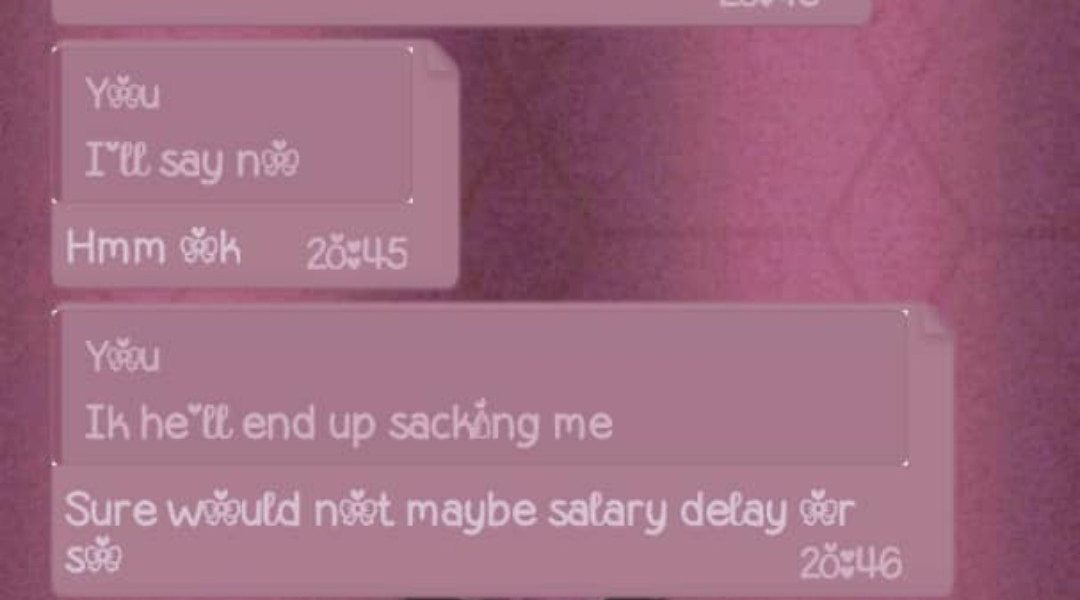 You
I'll say no
Hmm ok 20:45
You
Ik he'll end up sacking me
Sure would not maybe salary delay or
so 20:46